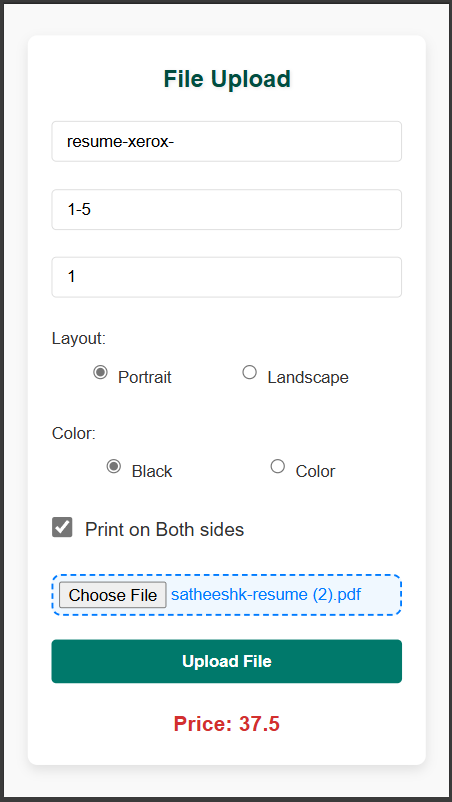 File Upload
resume-xerox-
1-5
1
Layout:
Portrait Landscape
Color:
Black Color
Print on Both sides
Choose File satheeshk-resume (2).pdf
Upload File
Price: 37.5